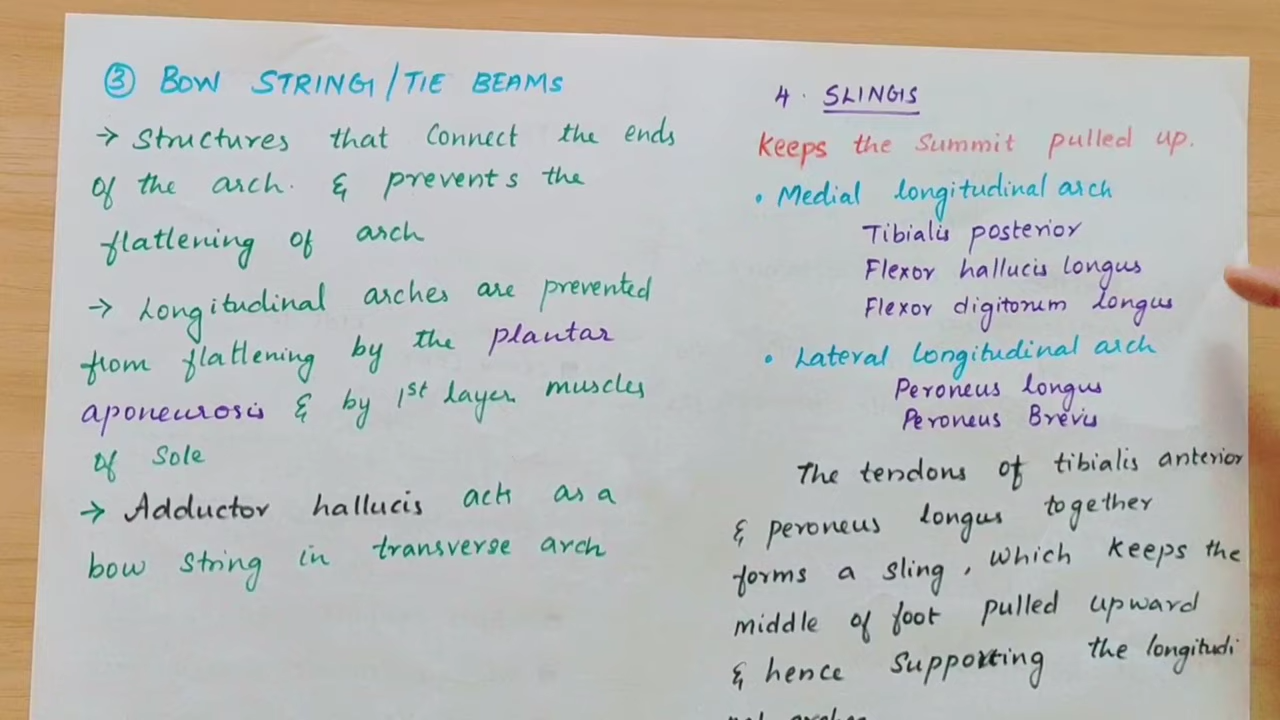 ③ BOW STRING/TIE BEAMS
→ Structures that connect the ends
of the arch. & prevents the
flattening of arch
→ Longitudinal arches are prevented
from flattening by the plantar
aponeurosis & by 1st layer muscles
of Sole
→ Adductor hallucis acts as a
bow string in transverse arch
4. SLINGS
Keeps the Summit pulled up.
• Medial longitudinal arch
Tibialis posterior
Flexor hallucis longus
Flexor digitorum longus
• Lateral longitudinal arch
Peroneus longus
Peroneus Brevis
The tendons of tibialis anterior
& peroneus longus together
forms a sling, which keeps the
middle of foot pulled upward
& hence Supporting the longitudi